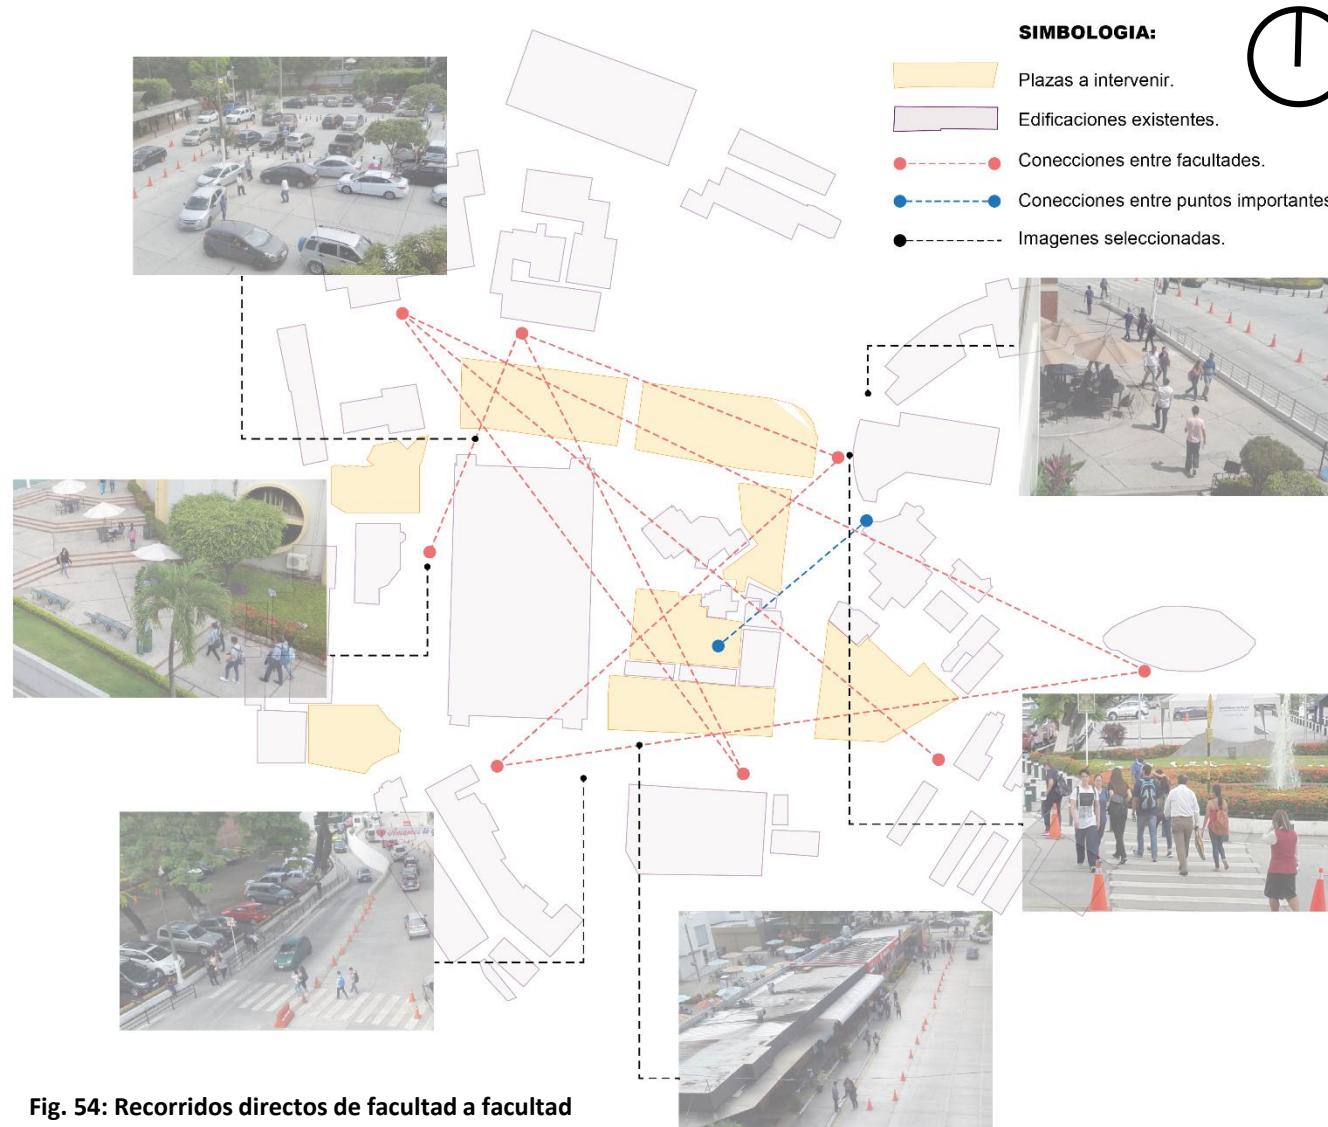 SIMBOLOGIA:
Plazas a intervenir.
Edificaciones existentes.
Conecciones entre facultades.
Conecciones entre puntos importantes
Imagenes seleccionadas.
Fig. 54: Recorridos directos de facultad a facultad